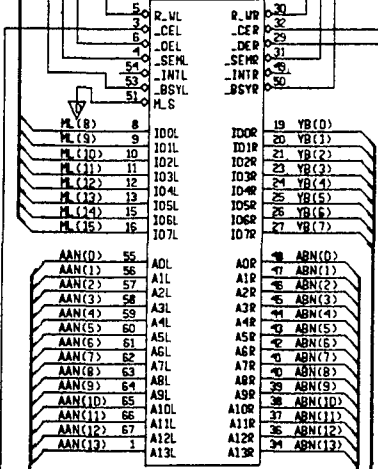 5 R_WL R_WR 30
3 _CEL _CER 32
6 _OEL _OER 29
4 _SEML _SEMR 31
54 _INTL _INTR 49
53 _BSYL _BSYR 50
51 M_S
ML(8) 8 IO0L IO0R 19 YB(0)
ML(9) 9 IO1L IO1R 20 YB(1)
ML(10) 10 IO2L IO2R 21 YB(2)
ML(11) 11 IO3L IO3R 23 YB(3)
ML(12) 12 IO4L IO4R 24 YB(4)
ML(13) 13 IO5L IO5R 25 YB(5)
ML(14) 15 IO6L IO6R 26 YB(6)
ML(15) 16 IO7L IO7R 27 YB(7)
AAN(0) 55 A0L A0R 48 ABN(0)
AAN(1) 56 A1L A1R 47 ABN(1)
AAN(2) 57 A2L A2R 46 ABN(2)
AAN(3) 58 A3L A3R 45 ABN(3)
AAN(4) 59 A4L A4R 44 ABN(4)
AAN(5) 60 A5L A5R 43 ABN(5)
AAN(6) 61 A6L A6R 42 ABN(6)
AAN(7) 62 A7L A7R 41 ABN(7)
AAN(8) 63 A8L A8R 40 ABN(8)
AAN(9) 64 A9L A9R 39 ABN(9)
AAN(10) 65 A10L A10R 38 ABN(10)
AAN(11) 66 A11L A11R 37 ABN(11)
AAN(12) 67 A12L A12R 36 ABN(12)
AAN(13) 1 A13L A13R 34 ABN(13)